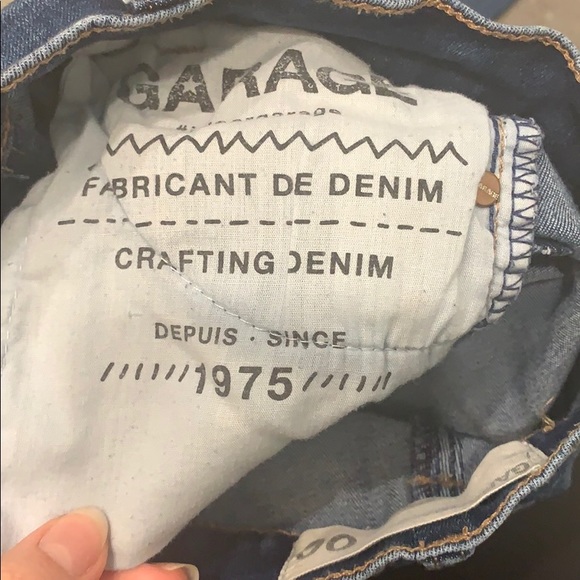 GARAGE
FABRICANT DE DENIM
CRAFTING DENIM
DEPUIS · SINCE
//////1975//////